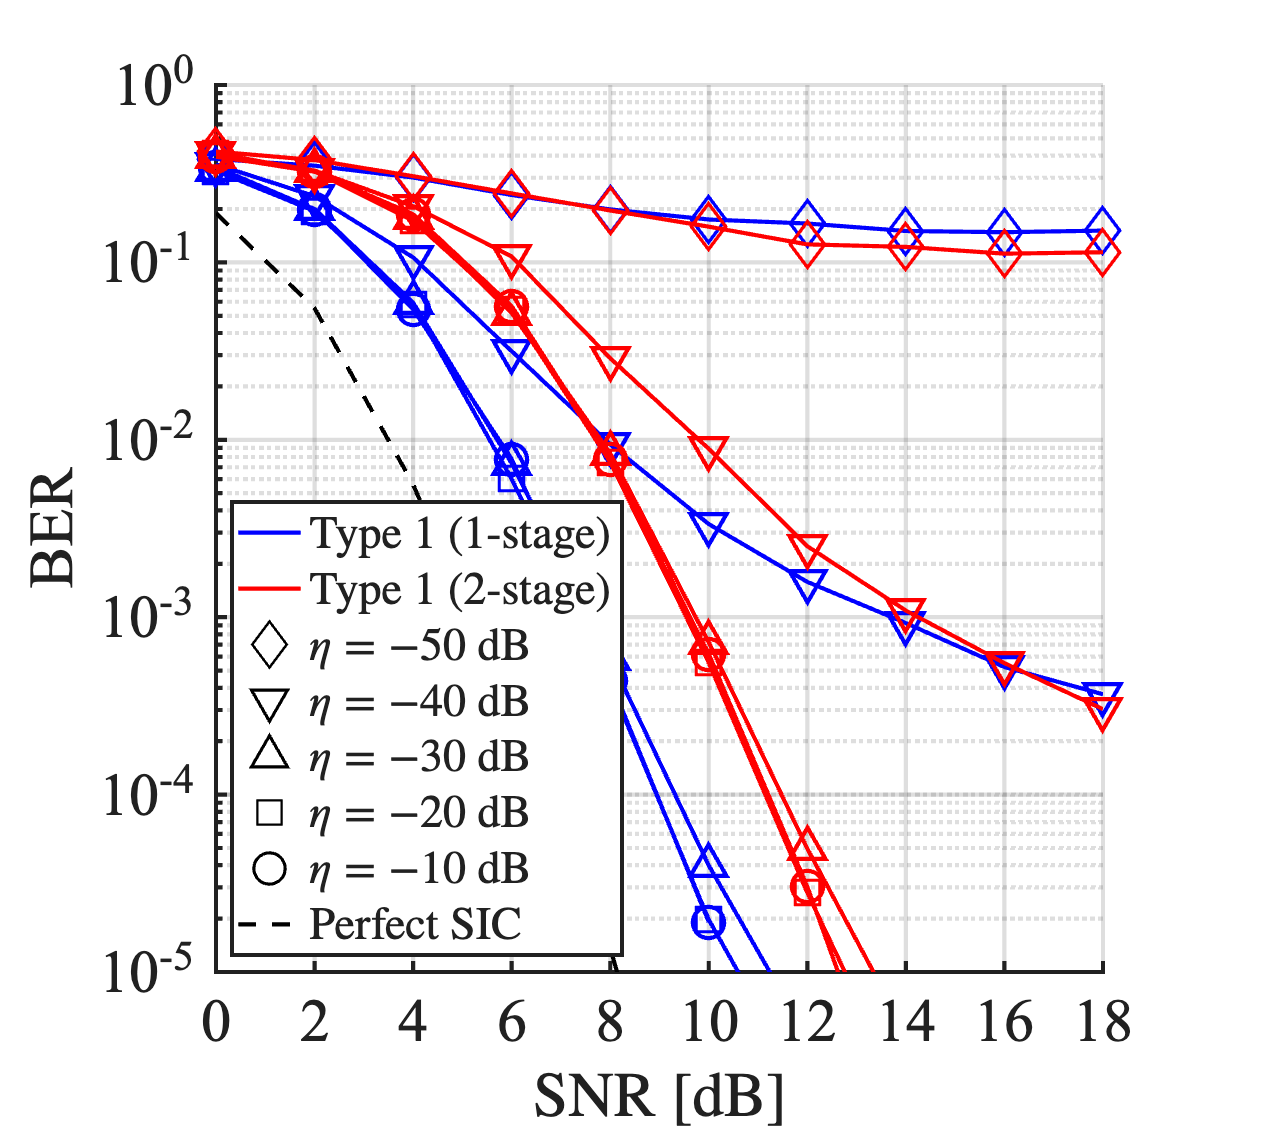 10^0
10^-1
10^-2
10^-3
10^-4
10^-5
BER
Type 1 (1-stage)
Type 1 (2-stage)
η = −50 dB
η = −40 dB
η = −30 dB
η = −20 dB
η = −10 dB
Perfect SIC
0 2 4 6 8 10 12 14 16 18
SNR [dB]